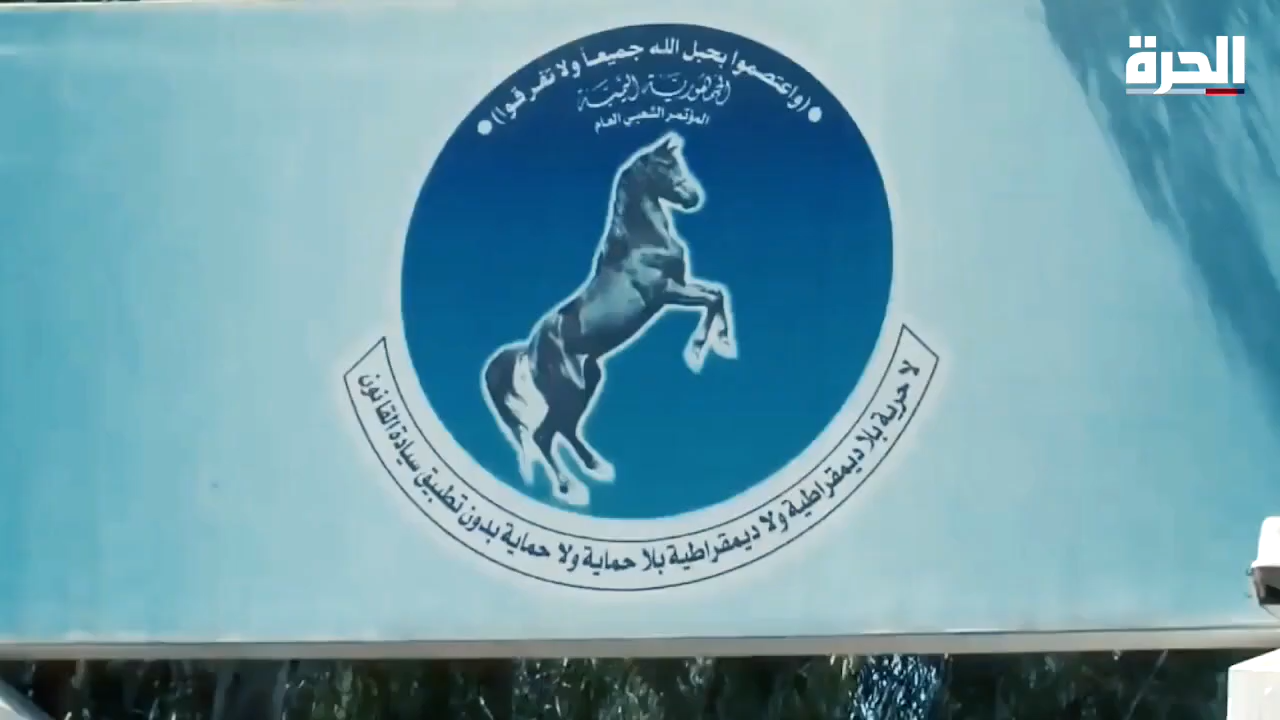 ((واعتصموا بحبل الله جميعاً ولا تفرقوا))
الجمهورية اليمنية
المؤتمر الشعبي العام
لا حرية بلا ديمقراطية ولا ديمقراطية بلا حماية ولا حماية بدون تطبيق سيادة القانون
الحرة